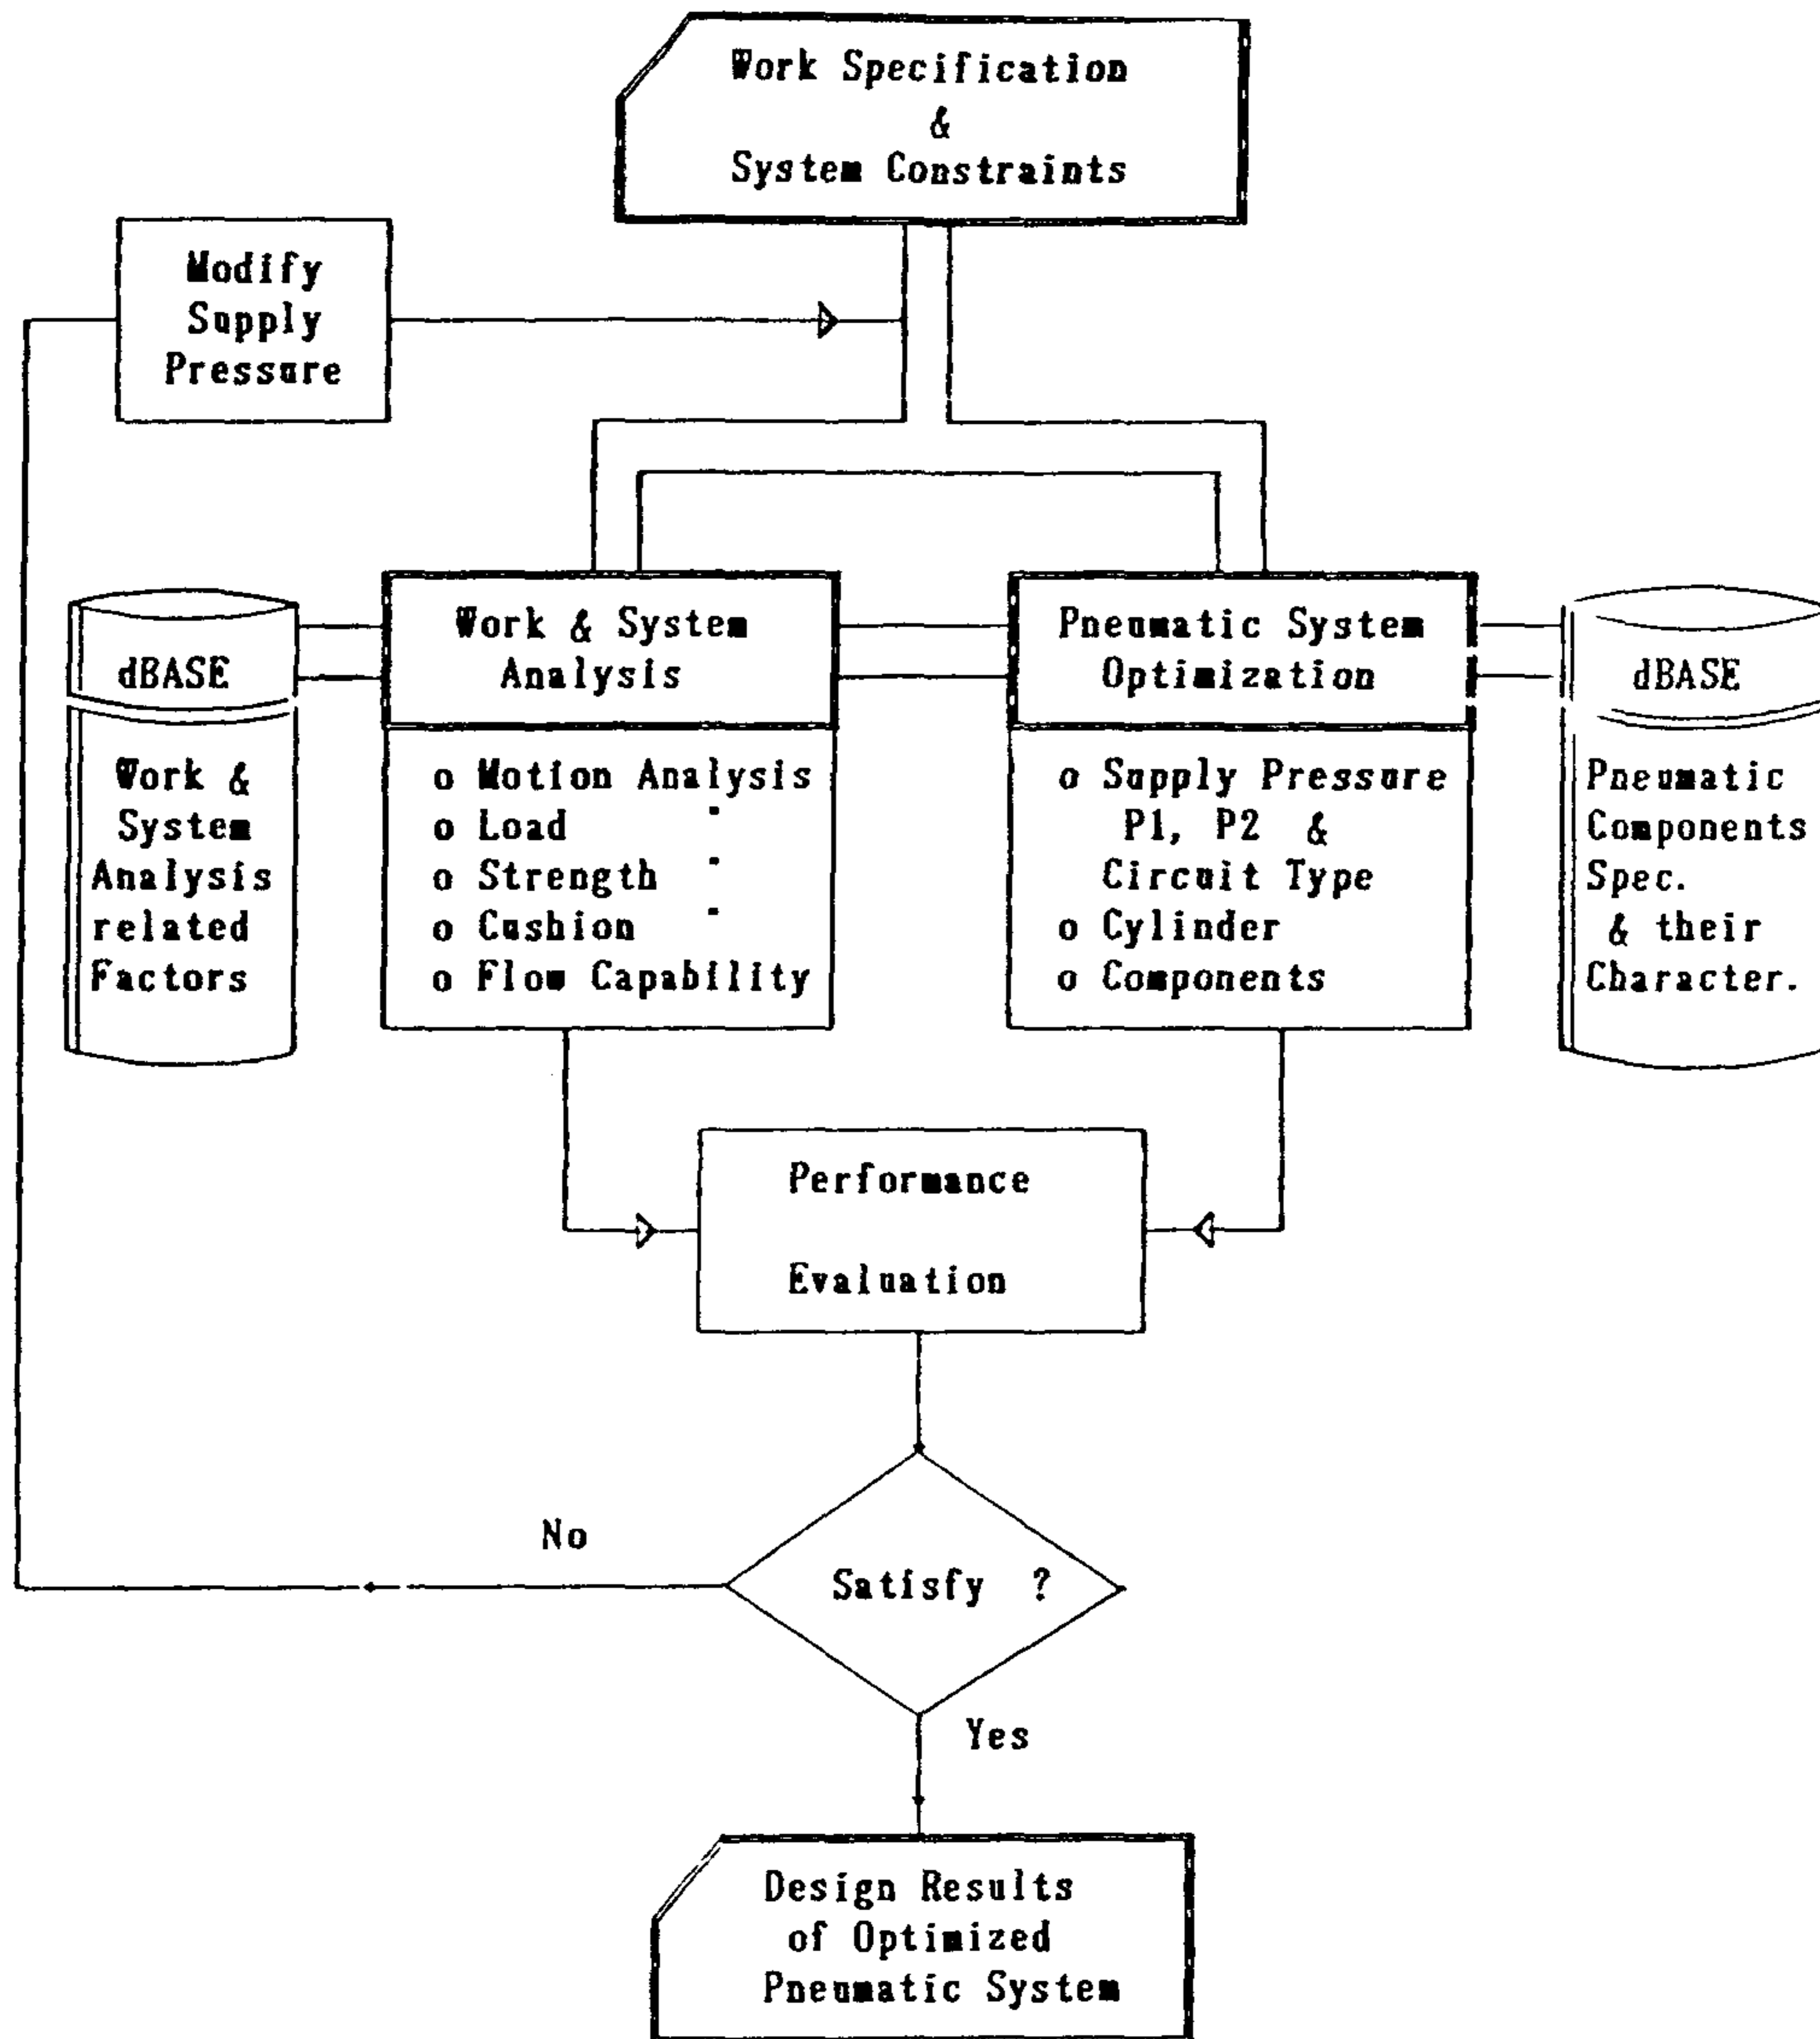 Work Specification
&
System Constraints
Modify
Supply
Pressure
dBASE
Work &
System
Analysis
related
Factors
Work & System
Analysis
o Motion Analysis
o Load "
o Strength "
o Cushion "
o Flow Capability
Pneumatic System
Optimization
o Supply Pressure
P1, P2 &
Circuit Type
o Cylinder
o Components
dBASE
Pneumatic
Components
Spec.
& their
Character.
Performance
Evaluation
No
Satisfy ?
Yes
Design Results
of Optimized
Pneumatic System